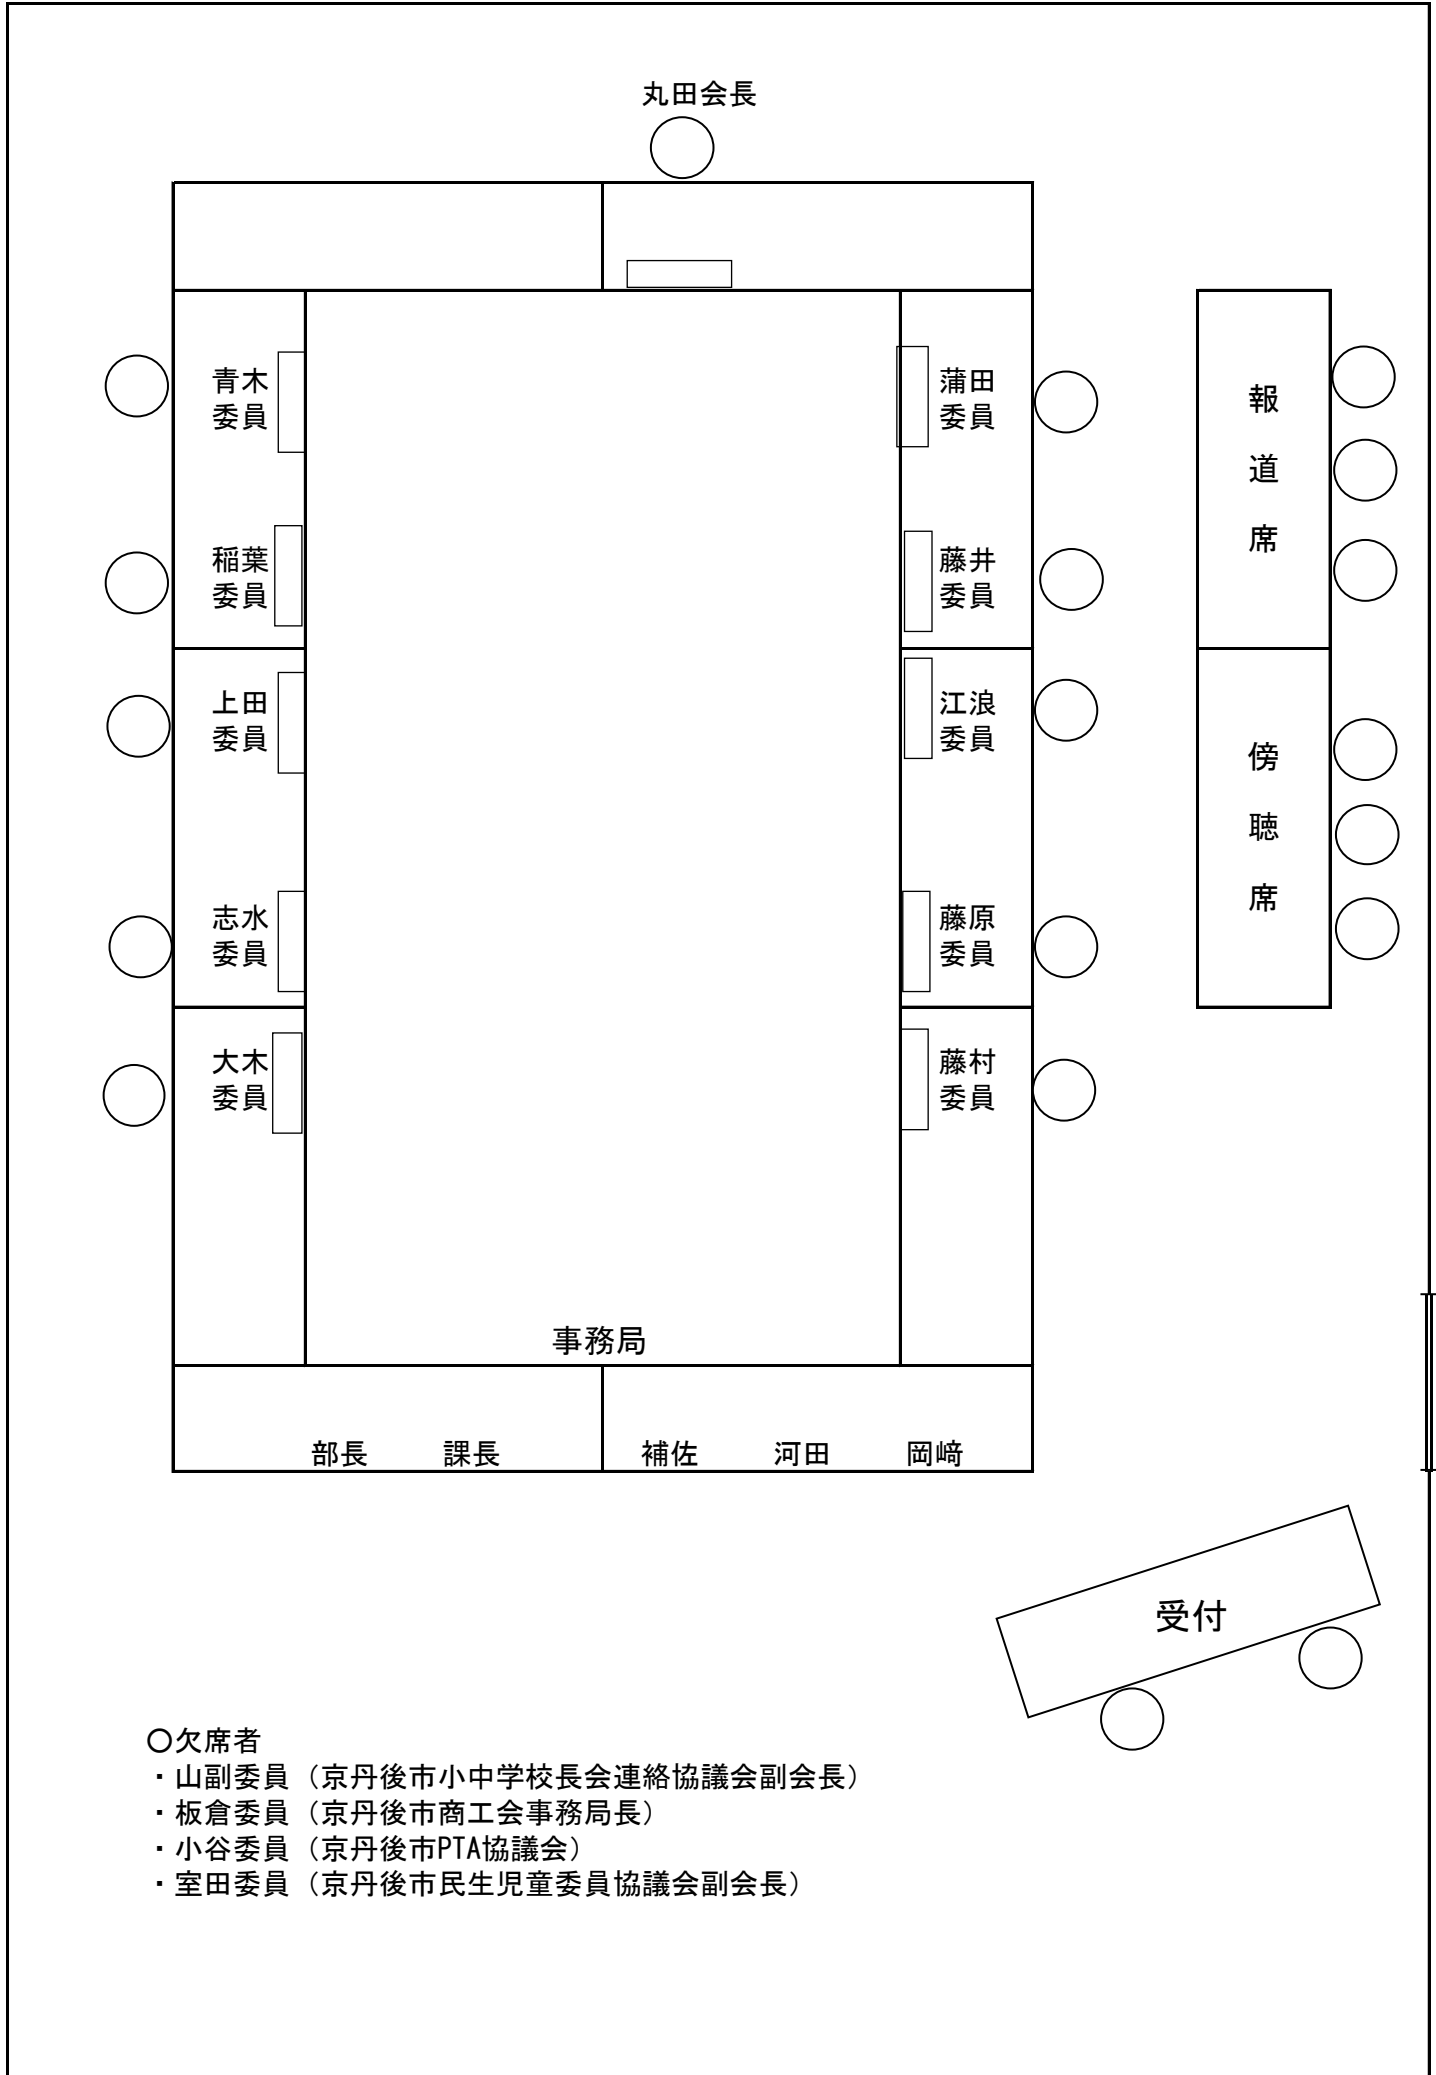 丸田会長
青木
委員
蒲田
委員
稲葉
委員
藤井
委員
上田
委員
江浪
委員
志水
委員
藤原
委員
大木
委員
藤村
委員
報道席
傍聴席
事務局
部長 課長 補佐 河田 岡﨑
受付
〇欠席者
・山副委員（京丹後市小中学校長会連絡協議会副会長）
・板倉委員（京丹後市商工会事務局長）
・小谷委員（京丹後市PTA協議会）
・室田委員（京丹後市民生児童委員協議会副会長）